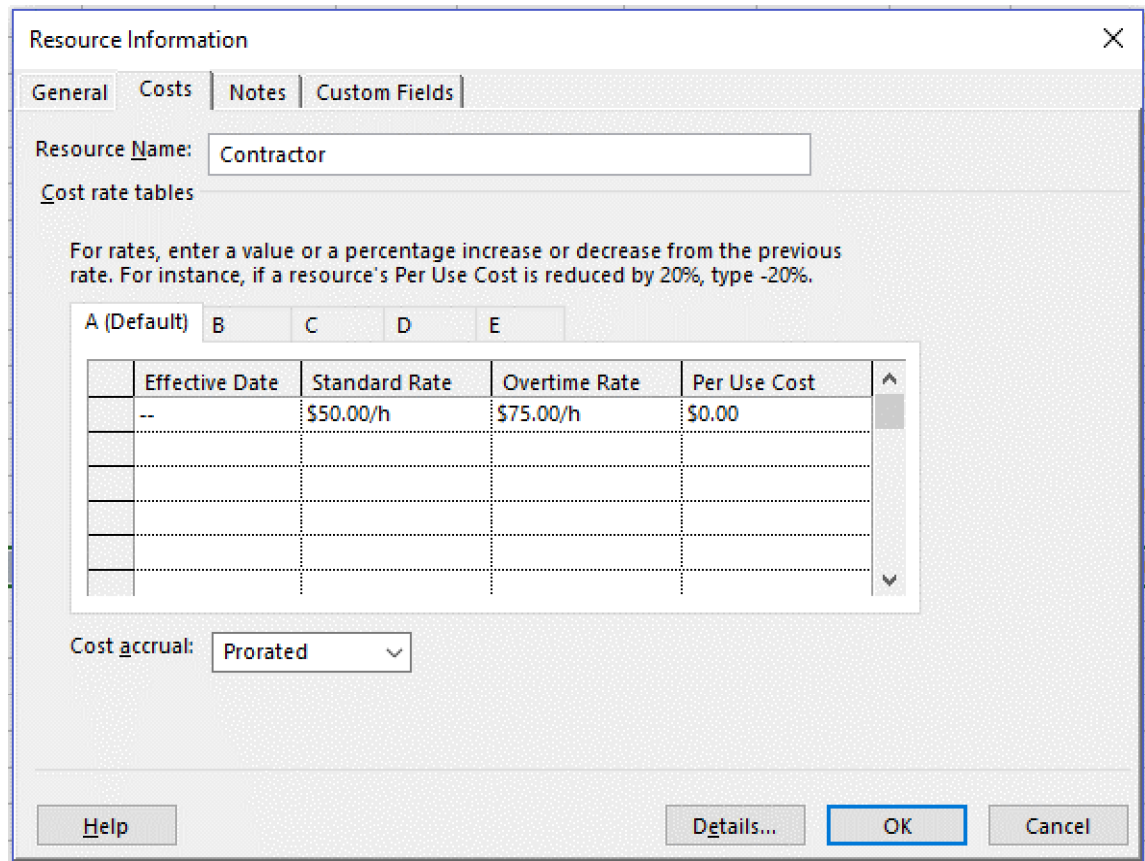 Resource Information
General Costs Notes Custom Fields
Resource Name: Contractor
Cost rate tables
For rates, enter a value or a percentage increase or decrease from the previous
rate. For instance, if a resource's Per Use Cost is reduced by 20%, type -20%.
A (Default) B C D E
Effective Date Standard Rate Overtime Rate Per Use Cost
-- $50.00/h $75.00/h $0.00
Cost accrual: Prorated
Help Details... OK Cancel